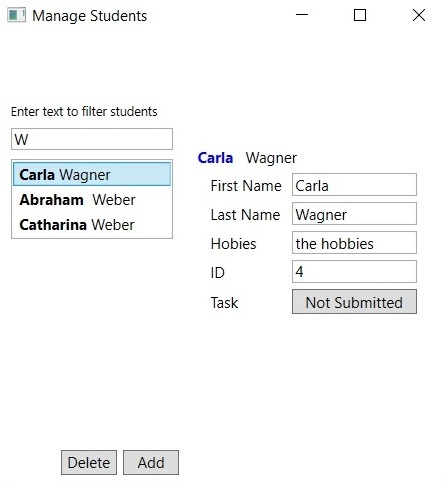 Manage Students
Enter text to filter students
W
Carla Wagner
Abraham Weber
Catharina Weber
Carla Wagner
First Name Carla
Last Name Wagner
Hobies the hobbies
ID 4
Task Not Submitted
Delete Add